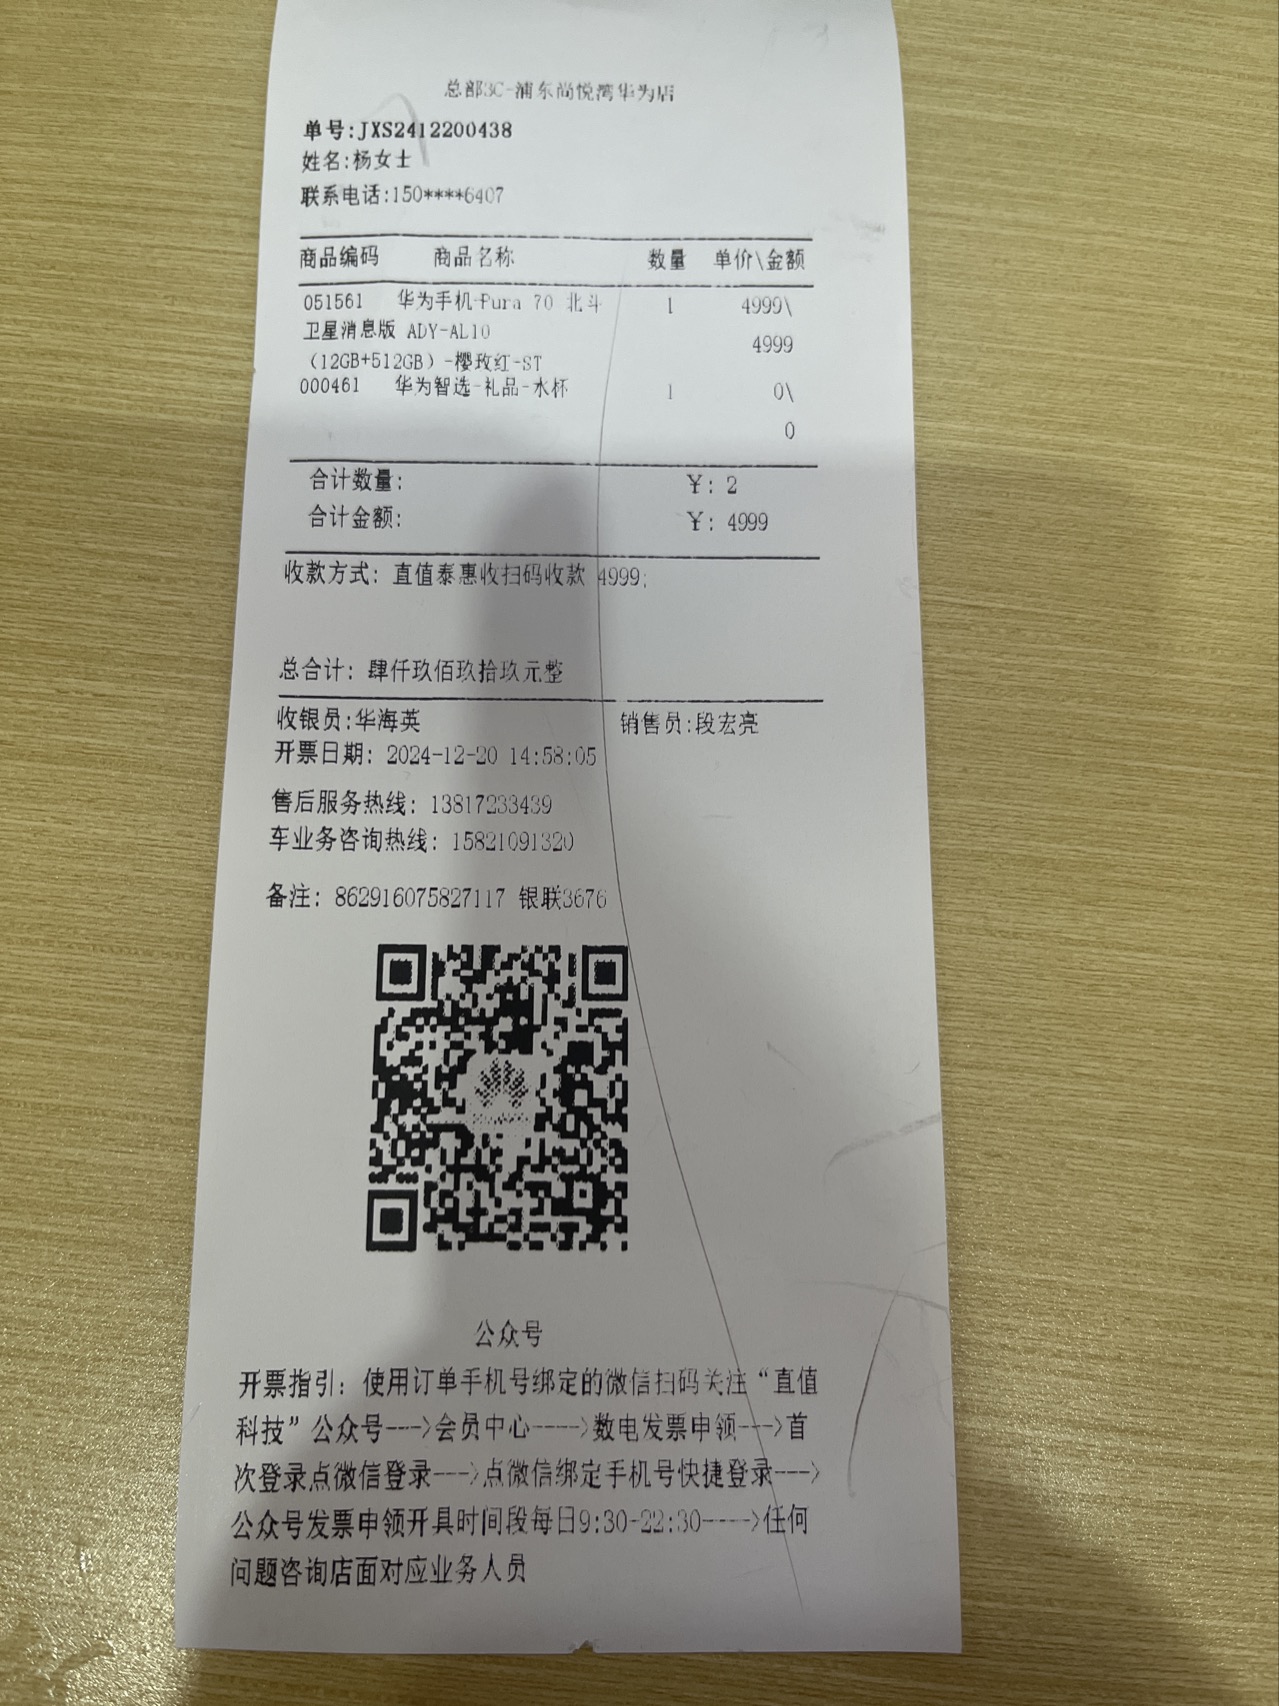 总部3C-浦东尚悦湾华为店
单号:JXS2412200438
姓名:杨女士
联系电话:150****6407
商品编码 商品名称 数量 单价\金额
051561 华为手机-Pura 70 北斗 1 4999\
卫星消息版 ADY-AL10 4999
（12GB+512GB）-樱玫红-ST
000461 华为智选-礼品-水杯 1 0\
0
合计数量: ¥: 2
合计金额: ¥: 4999
收款方式: 直值泰惠收扫码收款 4999;
总合计: 肆仟玖佰玖拾玖元整
收银员:华海英 销售员:段宏亮
开票日期: 2024-12-20 14:58:05
售后服务热线: 13817233439
车业务咨询热线: 15821091320
备注: 862916075827117 银联3676
公众号
开票指引: 使用订单手机号绑定的微信扫码关注“直值
科技”公众号--->会员中心---->数电发票申领--->首
次登录点微信登录--->点微信绑定手机号快捷登录--->
公众号发票申领开具时间段每日9:30-22:30---->任何
问题咨询店面对应业务人员